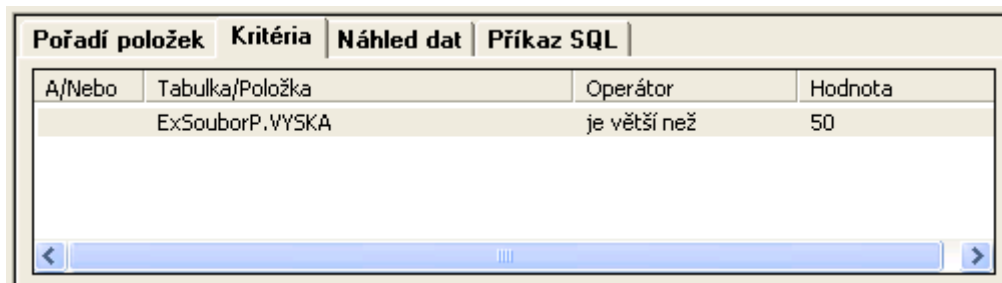 Pořadí položek Kritéria Náhled dat Příkaz SQL
A/Nebo Tabulka/Položka Operátor Hodnota
ExSouborP.VYSKA je větší než 50